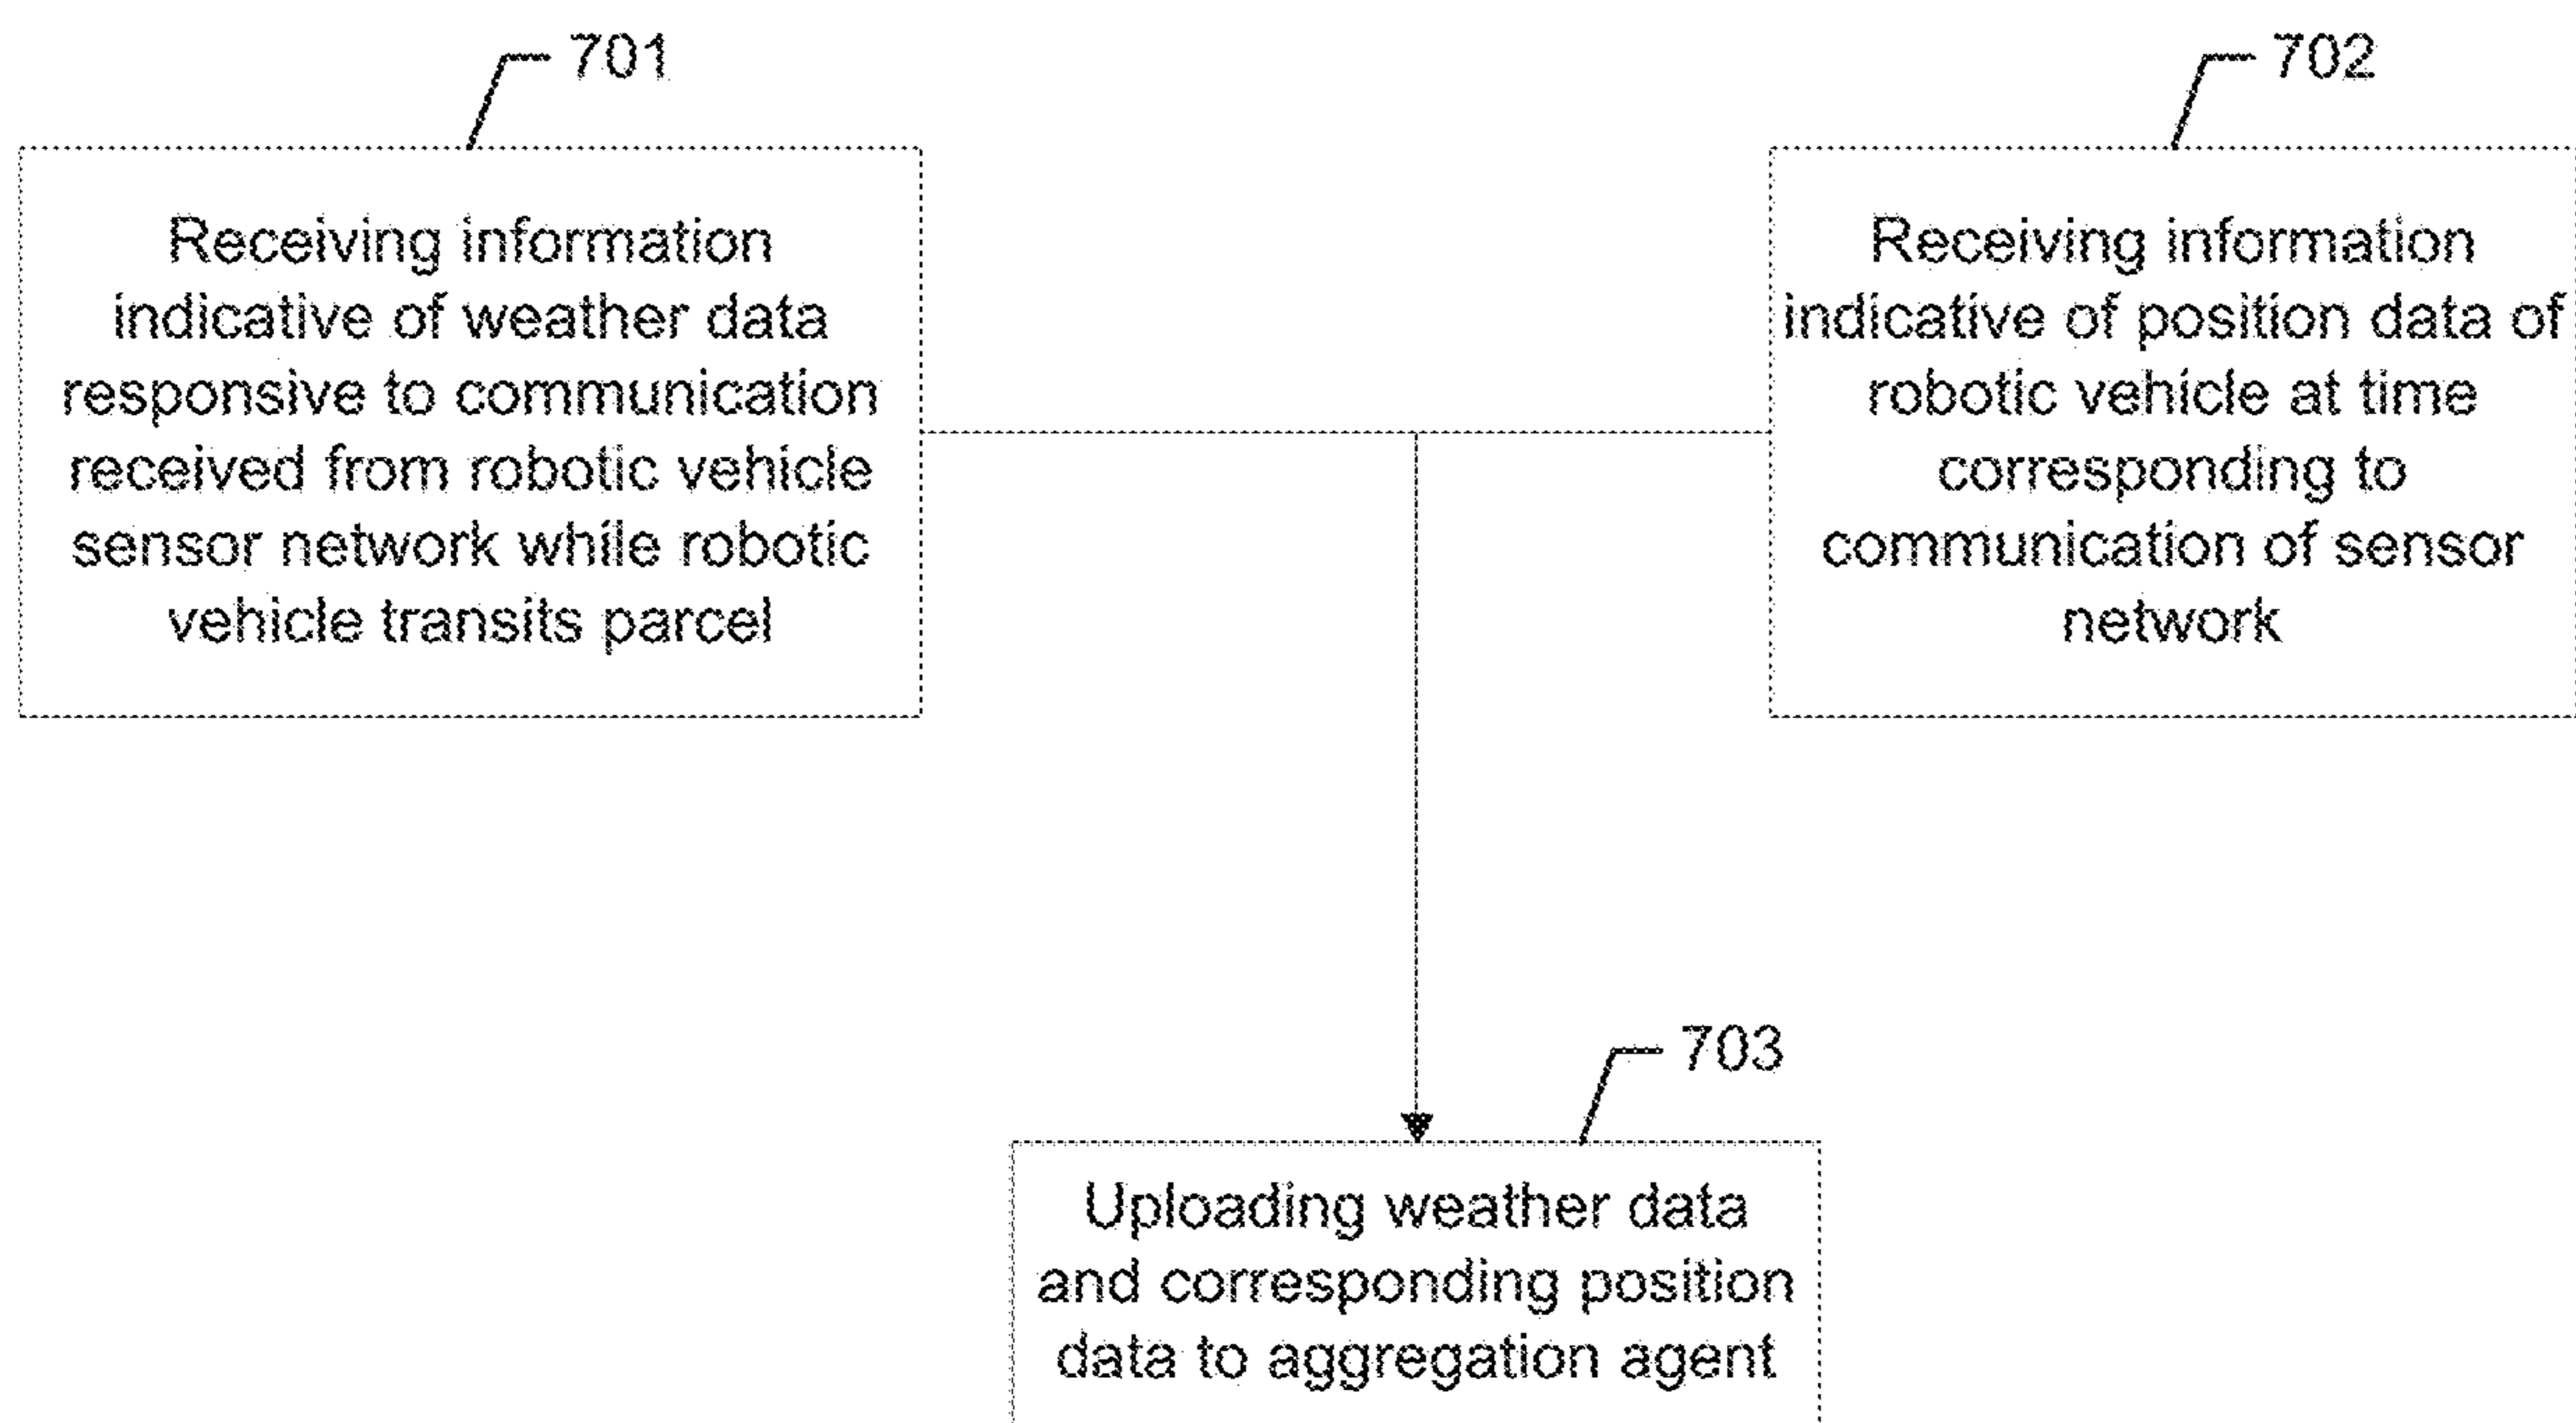 701
Receiving information
indicative of weather data
responsive to communication
received from robotic vehicle
sensor network while robotic
vehicle transits parcel
702
Receiving information
indicative of position data of
robotic vehicle at time
corresponding to
communication of sensor
network
703
Uploading weather data
and corresponding position
data to aggregation agent